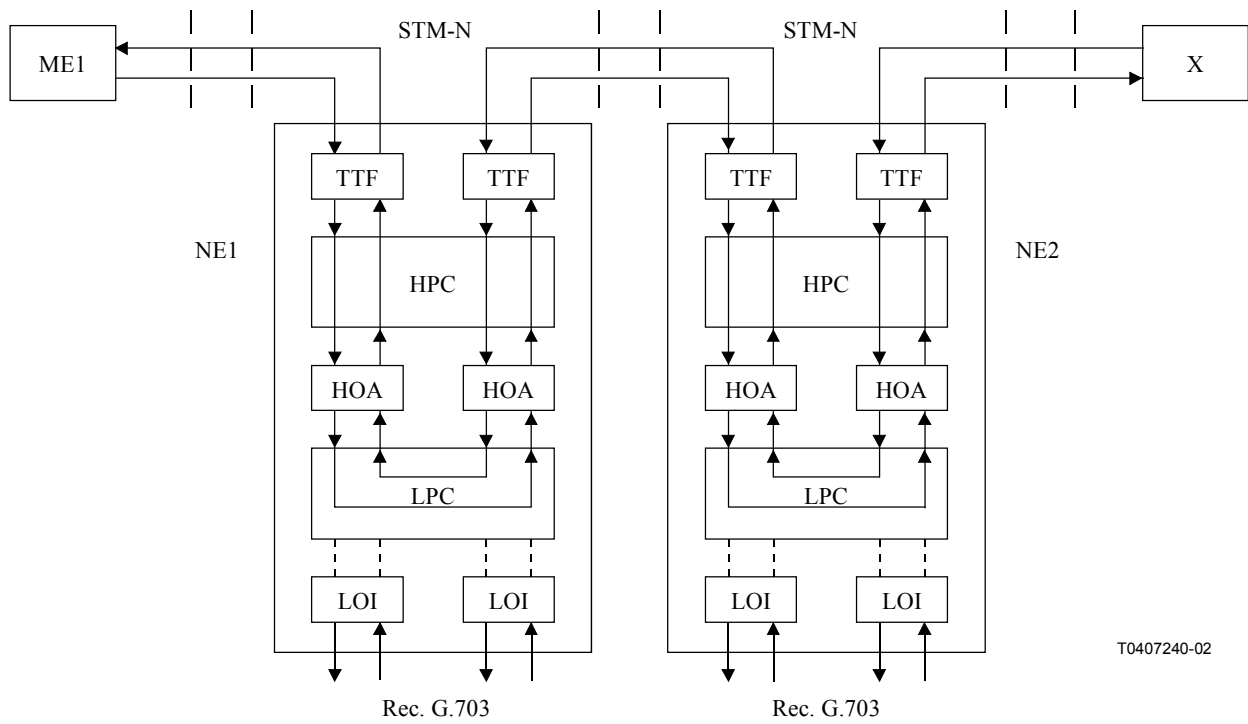 STM-N STM-N
ME1 X
TTF TTF TTF TTF
NE1 NE2
HPC HPC
HOA HOA HOA HOA
LPC LPC
LOI LOI LOI LOI
T0407240-02
Rec. G.703 Rec. G.703